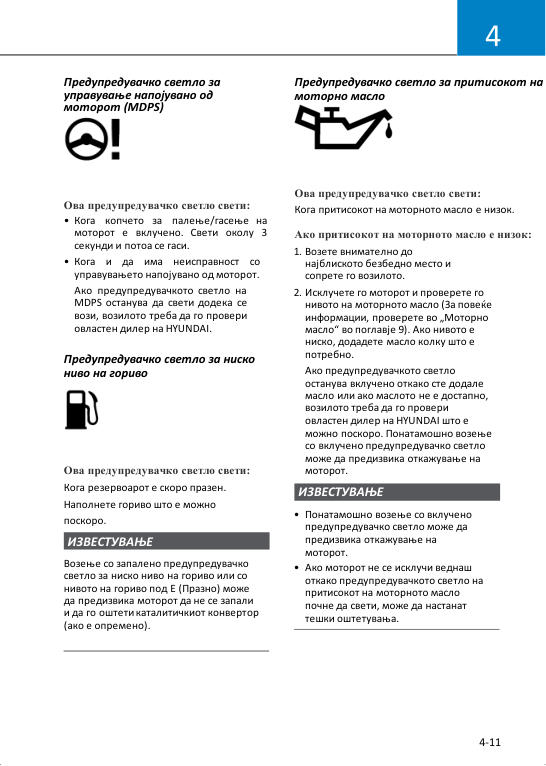 4
Предупредувачко светло за
управување напојувано од
моторот (MDPS)
Ова предупредувачко светло свети:
• Кога копчето за палење/гасење на
моторот е вклучено. Свети околу 3
секунди и потоа се гаси.
• Кога и да има неисправност со
управувањето напојувано од моторот.
Ако предупредувачкото светло на
MDPS останува да свети додека се
вози, возилото треба да го провери
овластен дилер на HYUNDAI.
Предупредувачко светло за ниско
ниво на гориво
Ова предупредувачко светло свети:
Кога резервоарот е скоро празен.
Наполнете гориво што е можно
поскоро.
ИЗВЕСТУВАЊЕ
Возење со запалено предупредувачко
светло за ниско ниво на гориво или со
нивото на гориво под E (Празно) може
да предизвика моторот да не се запали
и да го оштети каталитичкиот конвертор
(ако е опремено).
Предупредувачко светло за притисокот на
моторно масло
Ова предупредувачко светло свети:
Кога притисокот на моторното масло е низок.
Ако притисокот на моторното масло е низок:
1. Возете внимателно до
најблиското безбедно место и
сопрете го возилото.
2. Исклучете го моторот и проверете го
нивото на моторното масло (За повеќе
информации, проверете во „Моторно
масло“ во поглавје 9). Ако нивото е
ниско, додадете масло колку што е
потребно.
Ако предупредувачкото светло
останува вклучено откако сте додале
масло или ако маслото не е достапно,
возилото треба да го провери
овластен дилер на HYUNDAI што е
можно поскоро. Понатамошно возење
со вклучено предупредувачко светло
може да предизвика откажување на
моторот.
ИЗВЕСТУВАЊЕ
• Понатамошно возење со вклучено
предупредувачко светло може да
предизвика откажување на
моторот.
• Ако моторот не се исклучи веднаш
откако предупредувачкото светло на
притисокот на моторното масло
почне да свети, може да настанат
тешки оштетувања.
4-11